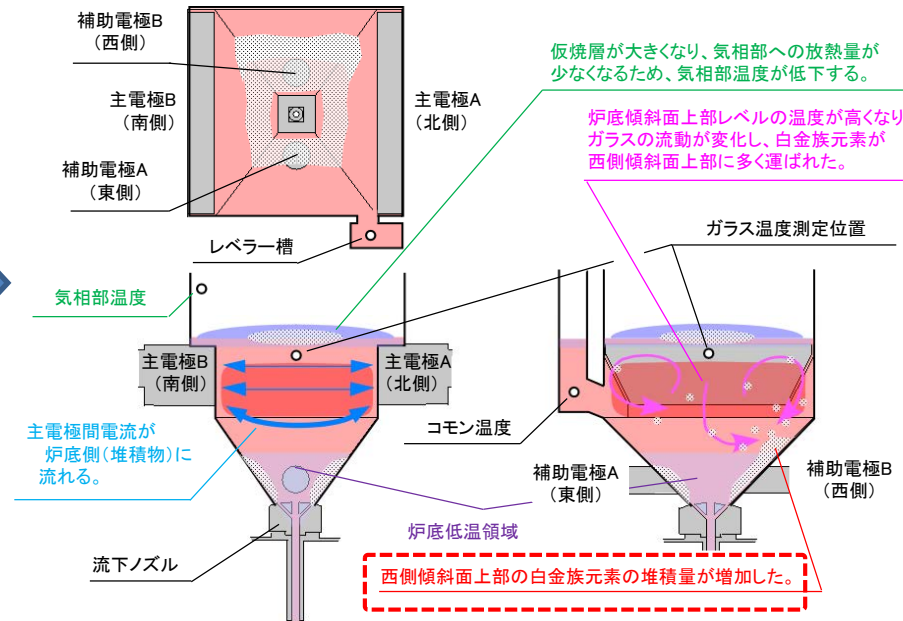 補助電極B
(西側)
主電極B
(南側)
補助電極A
(東側)
主電極A
(北側)
レベラー槽
仮焼層が大きくなり、気相部への放熱量が
少なくなるため、気相部温度が低下する。
炉底傾斜面上部レベルの温度が高くなり
ガラスの流動が変化し、白金族元素が
西側傾斜面上部に多く運ばれた。
ガラス温度測定位置
気相部温度
主電極B
(南側)
主電極A
(北側)
主電極間電流が
炉底側(堆積物)に
流れる。
コモン温度
補助電極A
(東側)
補助電極B
(西側)
炉底低温領域
流下ノズル
西側傾斜面上部の白金族元素の堆積量が増加した。